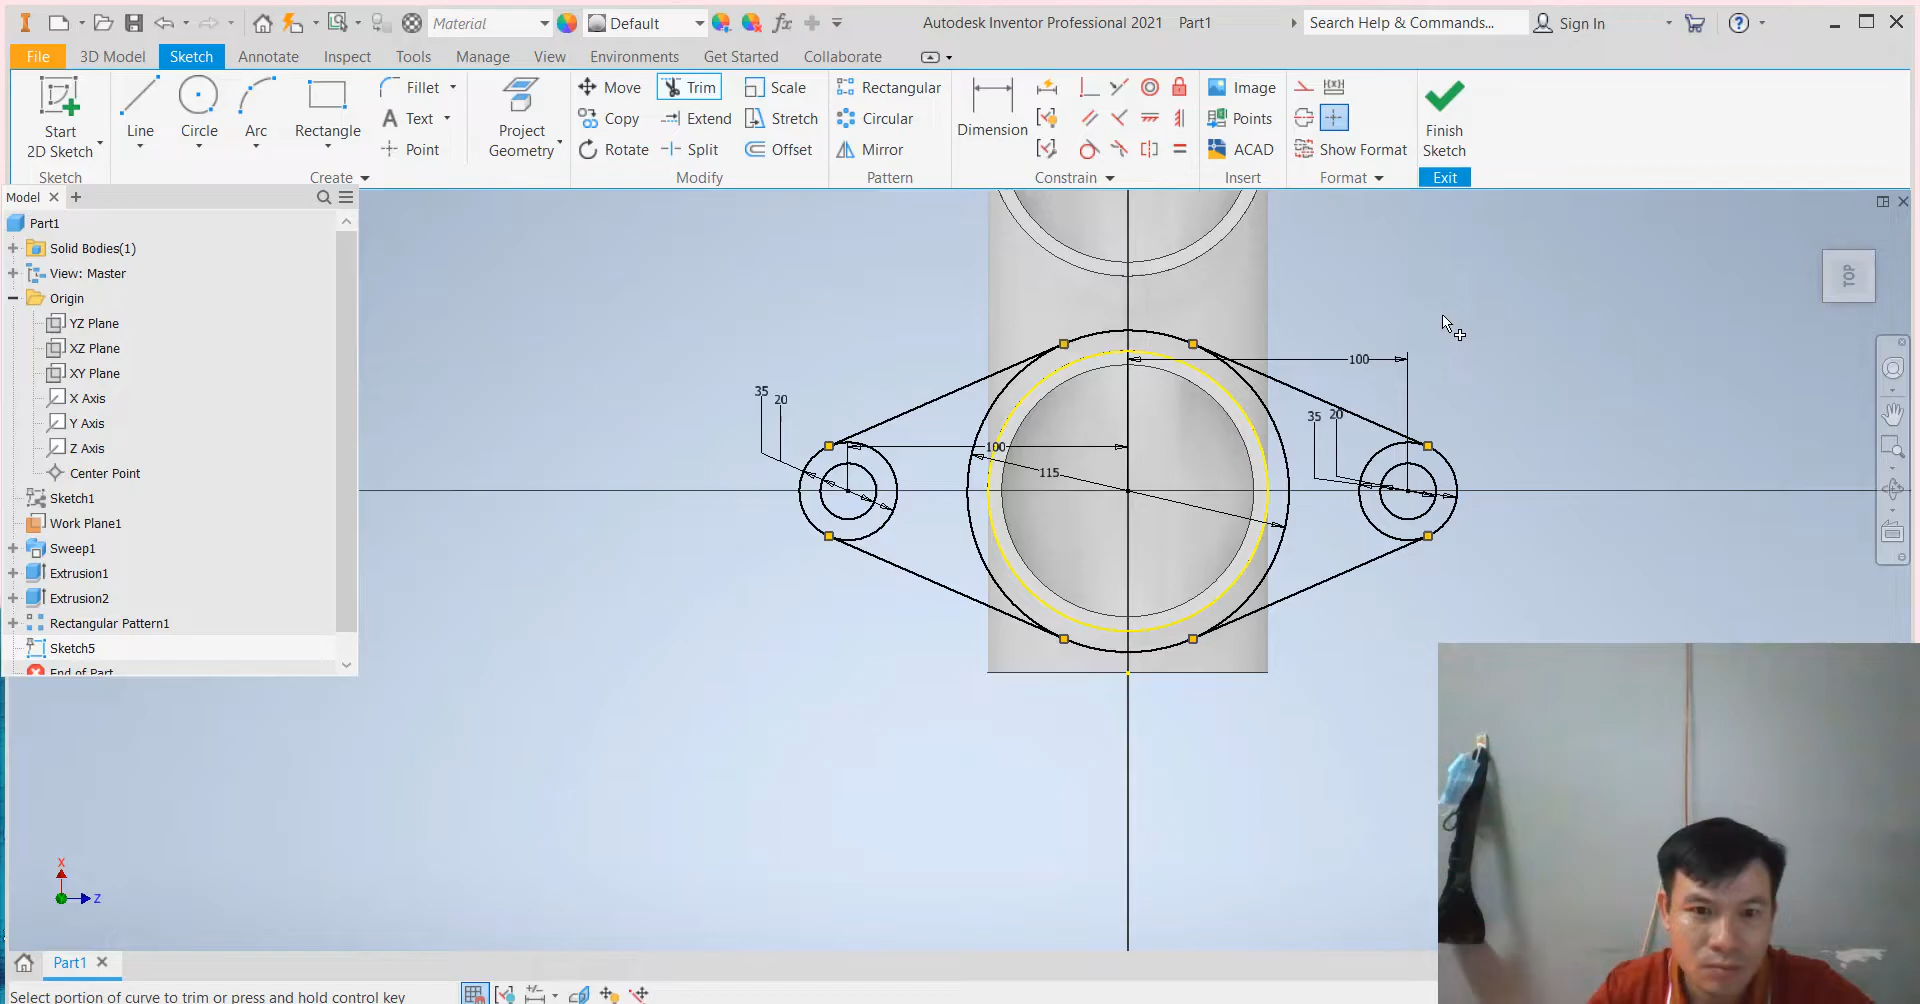 Material
Default
Autodesk Inventor Professional 2021 Part1
Search Help & Commands...
Sign In
File
3D Model
Sketch
Annotate
Inspect
Tools
Manage
View
Environments
Get Started
Collaborate
Start
2D Sketch
Line
Circle
Arc
Rectangle
Fillet
Text
Point
Project
Geometry
Move
Copy
Rotate
Trim
Extend
Split
Scale
Stretch
Offset
Rectangular
Circular
Mirror
Dimension
Image
Points
ACAD
Show Format
Finish
Sketch
Sketch
Create
Modify
Pattern
Constrain
Insert
Format
Exit
Model
Part1
Solid Bodies(1)
View: Master
Origin
YZ Plane
XZ Plane
XY Plane
X Axis
Y Axis
Z Axis
Center Point
Sketch1
Work Plane1
Sweep1
Extrusion1
Extrusion2
Rectangular Pattern1
Sketch5
End of Part
TOP
100
35
20
35
20
100
115
X
Z
Part1
Select portion of curve to trim or press and hold control key